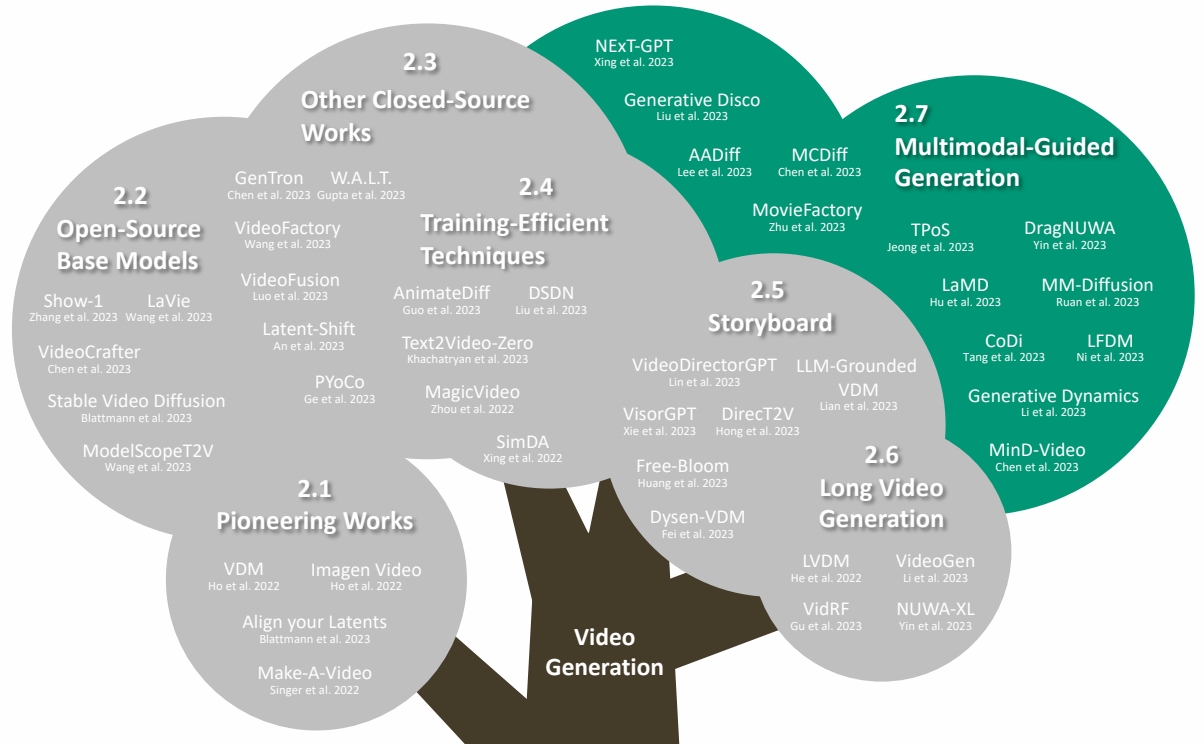 2.1
Pioneering Works
VDM
Ho et al. 2022
Imagen Video
Ho et al. 2022
Align your Latents
Blattmann et al. 2023
Make-A-Video
Singer et al. 2022
2.2
Open-Source
Base Models
Show-1
Zhang et al. 2023
LaVie
Wang et al. 2023
VideoCrafter
Chen et al. 2023
Stable Video Diffusion
Blattmann et al. 2023
ModelScopeT2V
Wang et al. 2023
2.3
Other Closed-Source
Works
GenTron
Chen et al. 2023
W.A.L.T.
Gupta et al. 2023
VideoFactory
Wang et al. 2023
VideoFusion
Luo et al. 2023
Latent-Shift
An et al. 2023
PYoCo
Ge et al. 2023
2.4
Training-Efficient
Techniques
AnimateDiff
Guo et al. 2023
DSDN
Liu et al. 2023
Text2Video-Zero
Khachatryan et al. 2023
MagicVideo
Zhou et al. 2022
SimDA
Xing et al. 2022
2.5
Storyboard
VideoDirectorGPT
Lin et al. 2023
LLM-Grounded
VDM
Lian et al. 2023
VisorGPT
Xie et al. 2023
DirecT2V
Hong et al. 2023
Free-Bloom
Huang et al. 2023
Dysen-VDM
Fei et al. 2023
2.6
Long Video
Generation
LVDM
He et al. 2022
VideoGen
Li et al. 2023
VidRF
Gu et al. 2023
NUWA-XL
Yin et al. 2023
2.7
Multimodal-Guided
Generation
NExT-GPT
Xing et al. 2023
Generative Disco
Liu et al. 2023
AADiff
Lee et al. 2023
MCDiff
Chen et al. 2023
MovieFactory
Zhu et al. 2023
TPoS
Jeong et al. 2023
DragNUWA
Yin et al. 2023
LaMD
Hu et al. 2023
MM-Diffusion
Ruan et al. 2023
CoDi
Tang et al. 2023
LFDM
Ni et al. 2023
Generative Dynamics
Li et al. 2023
MinD-Video
Chen et al. 2023
Video
Generation